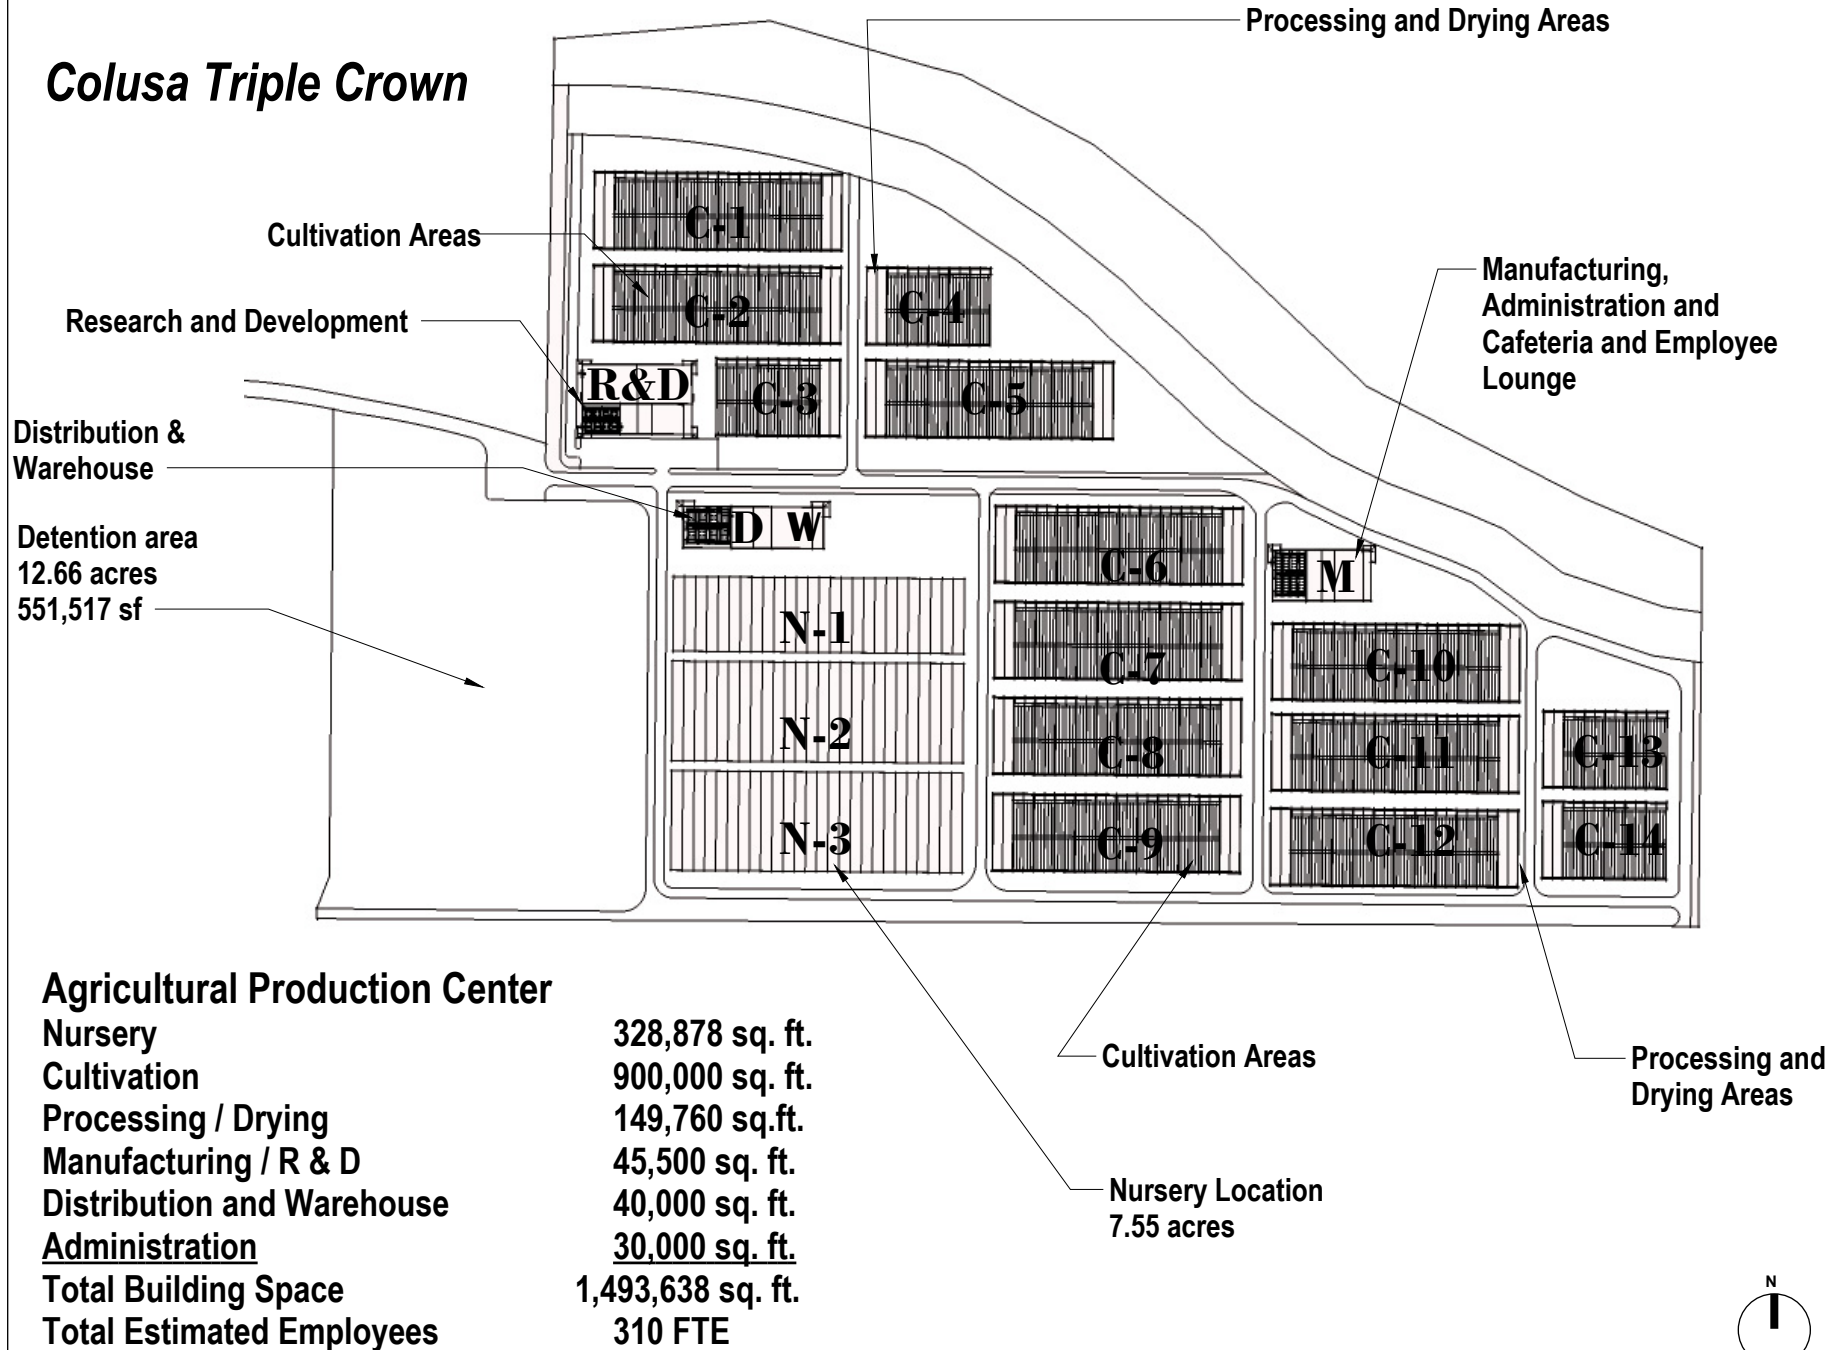 Processing and Drying Areas
Colusa Triple Crown
C-1
Cultivation Areas
C-2
C-4
Manufacturing,
Administration and
Cafeteria and Employee
Lounge
Research and Development
R&D
C-3
C-5
Distribution &
Warehouse
D W
C-6
M
Detention area
12.66 acres
551,517 sf
N-1
C-7
C-10
N-2
C-8
C-11
C-13
N-3
C-9
C-12
C-14
Agricultural Production Center
Nursery 328,878 sq. ft.
Cultivation 900,000 sq. ft.
Processing / Drying 149,760 sq.ft.
Manufacturing / R & D 45,500 sq. ft.
Distribution and Warehouse 40,000 sq. ft.
Administration 30,000 sq. ft.
Total Building Space 1,493,638 sq. ft.
Total Estimated Employees 310 FTE
Cultivation Areas
Processing and
Drying Areas
Nursery Location
7.55 acres
N